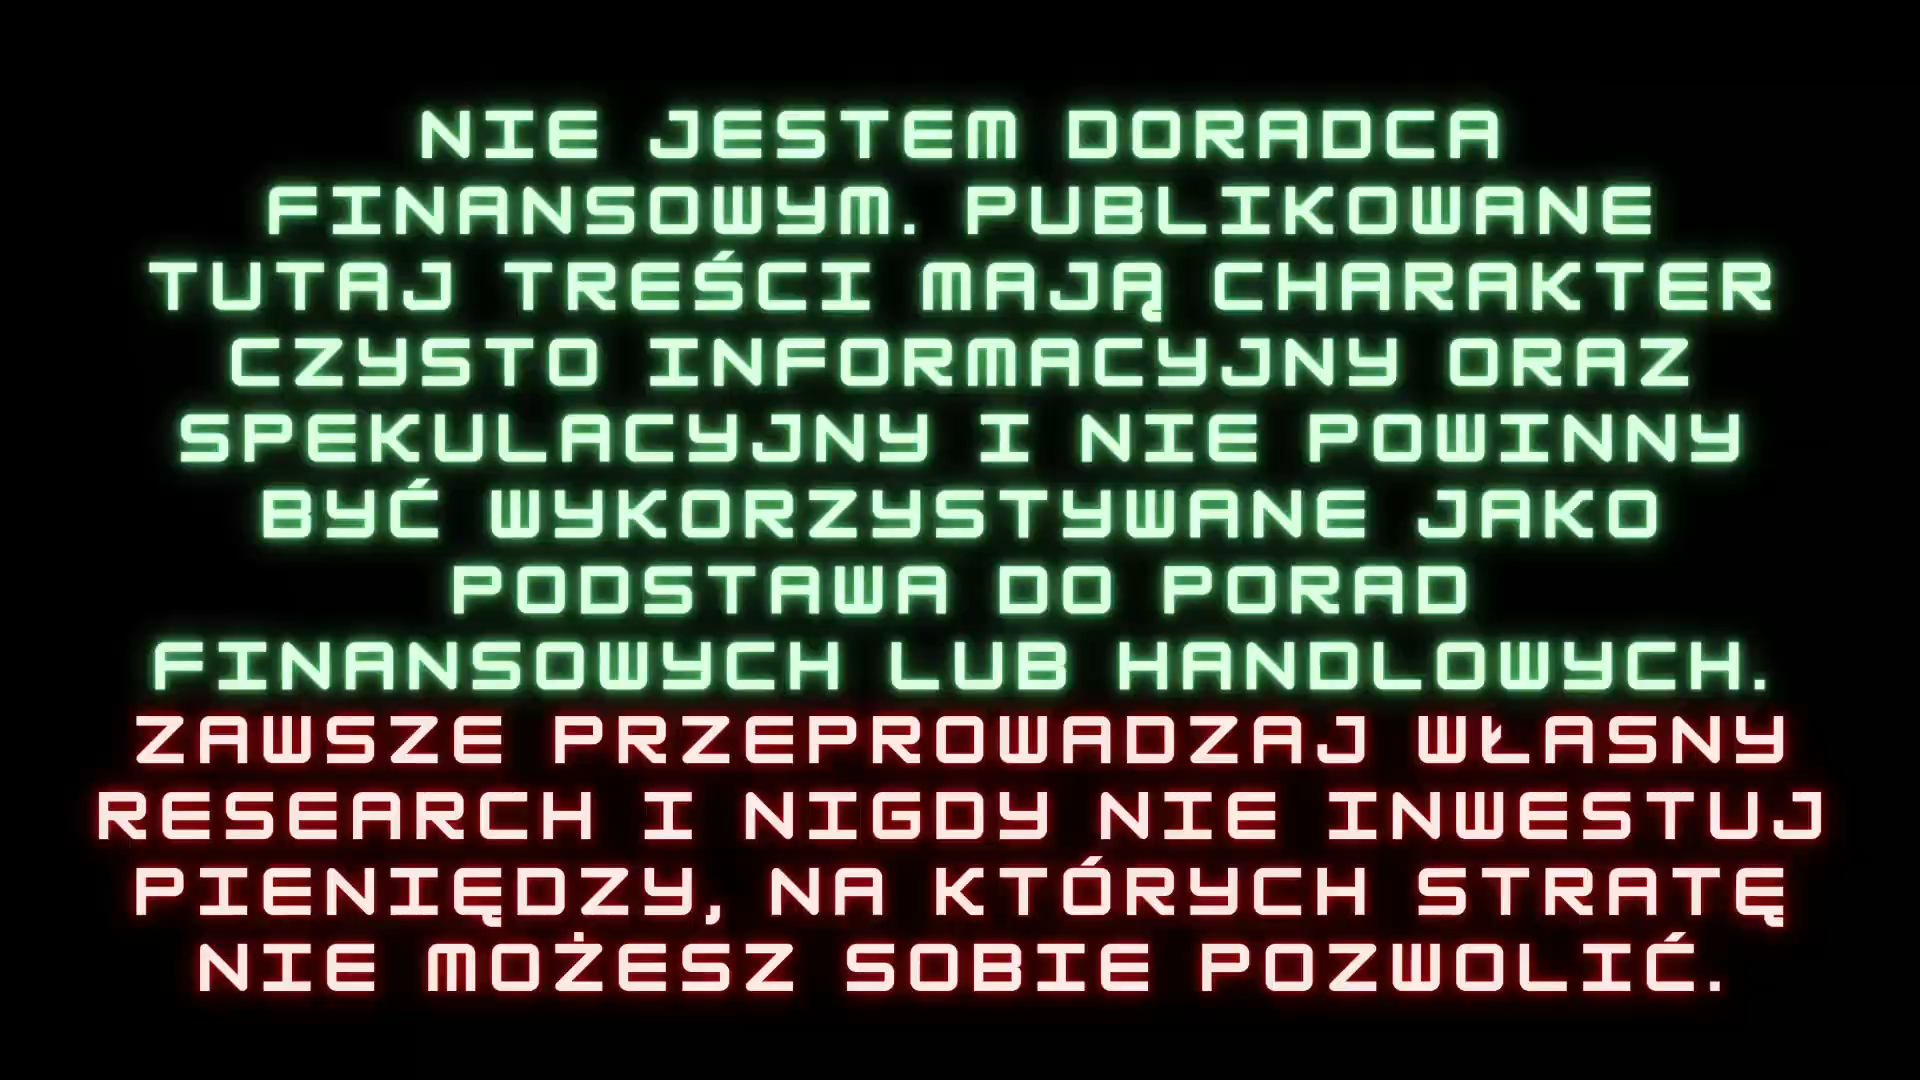 NIE JESTEM DORADCA
FINANSOWYM. PUBLIKOWANE
TUTAJ TREŚCI MAJĄ CHARAKTER
CZYSTO INFORMACYJNY ORAZ
SPEKULACYJNY I NIE POWINNY
BYĆ WYKORZYSTYWANE JAKO
PODSTAWA DO PORAD
FINANSOWYCH LUB HANDLOWYCH.
ZAWSZE PRZEPROWADZAJ WŁASNY
RESEARCH I NIGDY NIE INWESTUJ
PIENIĘDZY, NA KTÓRYCH STRATĘ
NIE MOŻESZ SOBIE POZWOLIĆ.